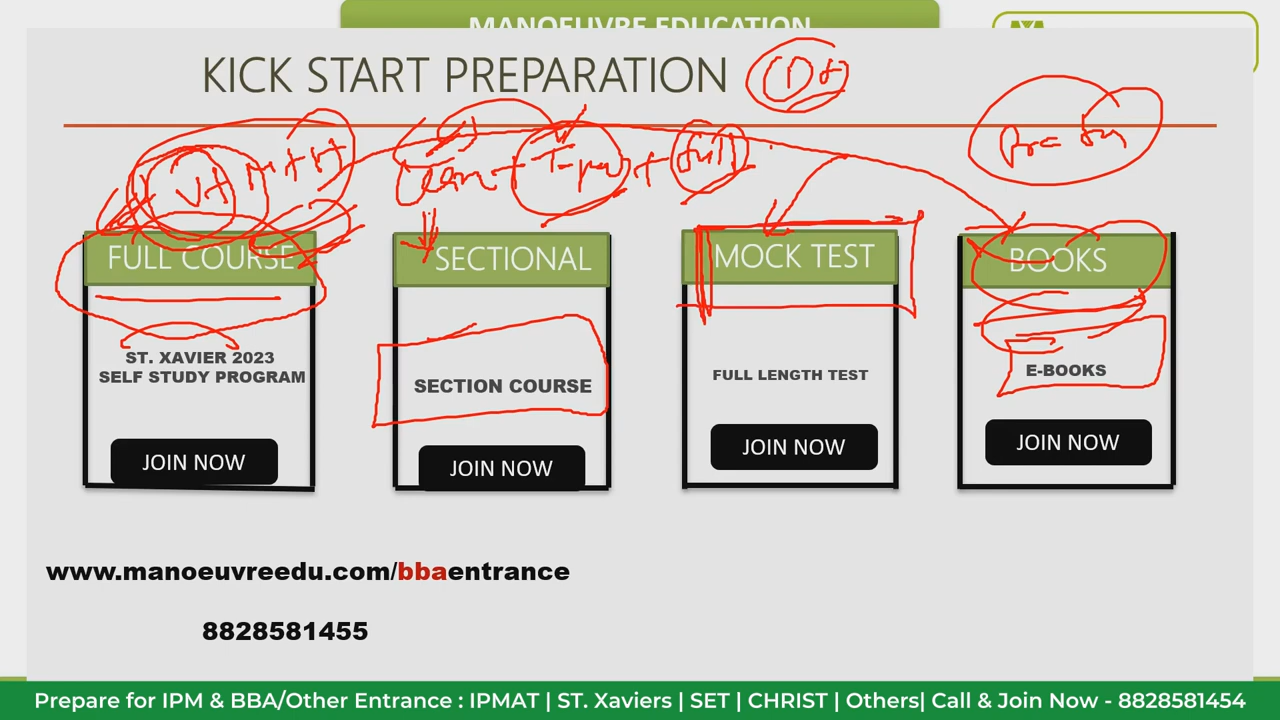 MANOEUVRE EDUCATION
KICK START PREPARATION
FULL COURSE
SECTIONAL
MOCK TEST
BOOKS
ST. XAVIER 2023
SELF STUDY PROGRAM
SECTION COURSE
FULL LENGTH TEST
E-BOOKS
JOIN NOW
JOIN NOW
JOIN NOW
JOIN NOW
www.manoeuvreedu.com/bbaentrance
8828581455
Prepare for IPM & BBA/Other Entrance : IPMAT | ST. Xaviers | SET | CHRIST | Others| Call & Join Now - 8828581454